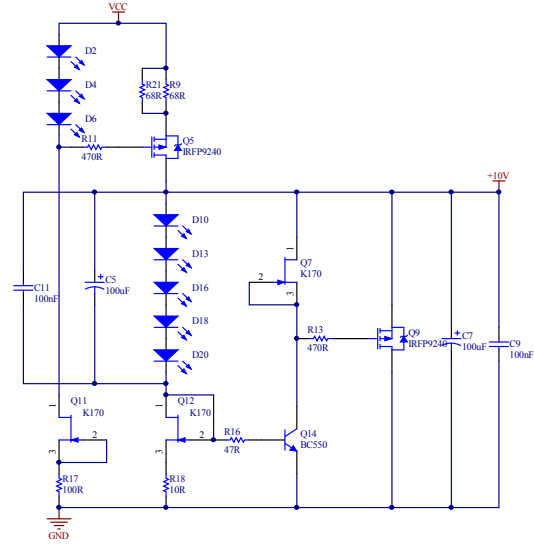 VCC
D2
D4
D6
R21
68R
R9
68R
R11
470R
Q5
IRFP9240
+10V
D10
D13
D16
D18
D20
C11
100nF
+
C5
100uF
1
Q7
K170
2
3
R13
470R
Q9
IRFP9240
+
C7
100uF
C9
100nF
1
Q11
K170
2
3
1
Q12
K170
2
3
R16
47R
Q14
BC550
R17
100R
R18
10R
GND